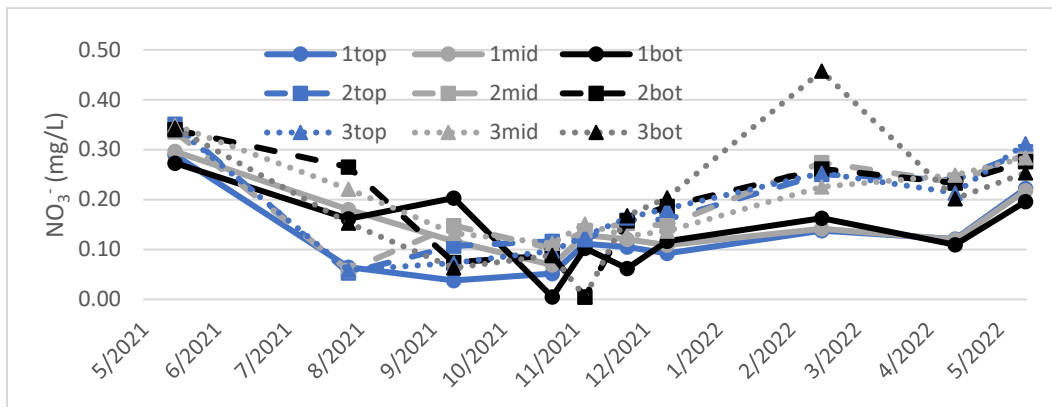 0.50
0.40
0.30
0.20
0.10
0.00
NO₃⁻ (mg/L)
1top 1mid 1bot
2top 2mid 2bot
3top 3mid 3bot
5/2021 6/2021 7/2021 8/2021 9/2021 10/2021 11/2021 12/2021 1/2022 2/2022 3/2022 4/2022 5/2022